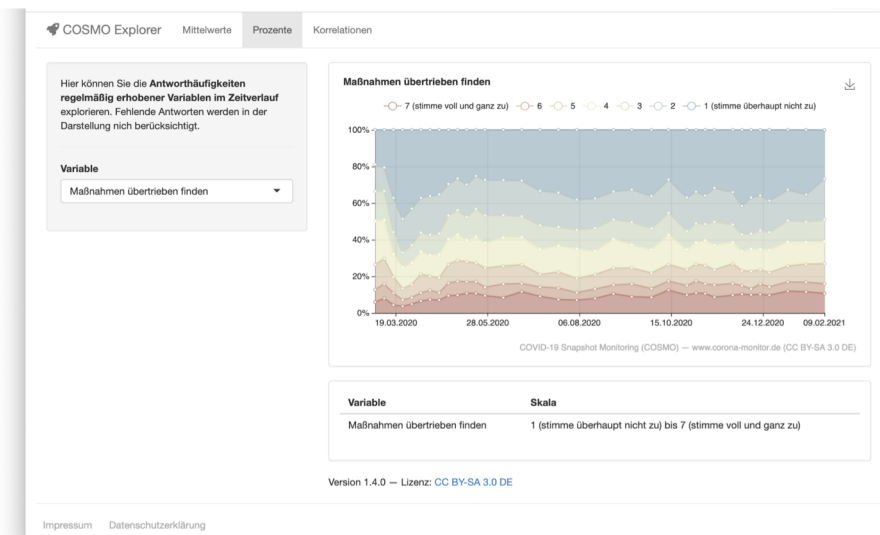 COSMO Explorer Mittelwerte Prozente Korrelationen
Hier können Sie die Antworthäufigkeiten
regelmäßig erhobener Variablen im Zeitverlauf
explorieren. Fehlende Antworten werden in der
Darstellung nich berücksichtigt.
Variable
Maßnahmen übertrieben finden
Maßnahmen übertrieben finden
7 (stimme voll und ganz zu) 6 5 4 3 2 1 (stimme überhaupt nicht zu)
100%
80%
60%
40%
20%
0%
19.03.2020 28.05.2020 06.08.2020 15.10.2020 24.12.2020 09.02.2021
COVID-19 Snapshot Monitoring (COSMO) — www.corona-monitor.de (CC BY-SA 3.0 DE)
Variable Skala
Maßnahmen übertrieben finden 1 (stimme überhaupt nicht zu) bis 7 (stimme voll und ganz zu)
Version 1.4.0 — Lizenz: CC BY-SA 3.0 DE
Impressum Datenschutzerklärung